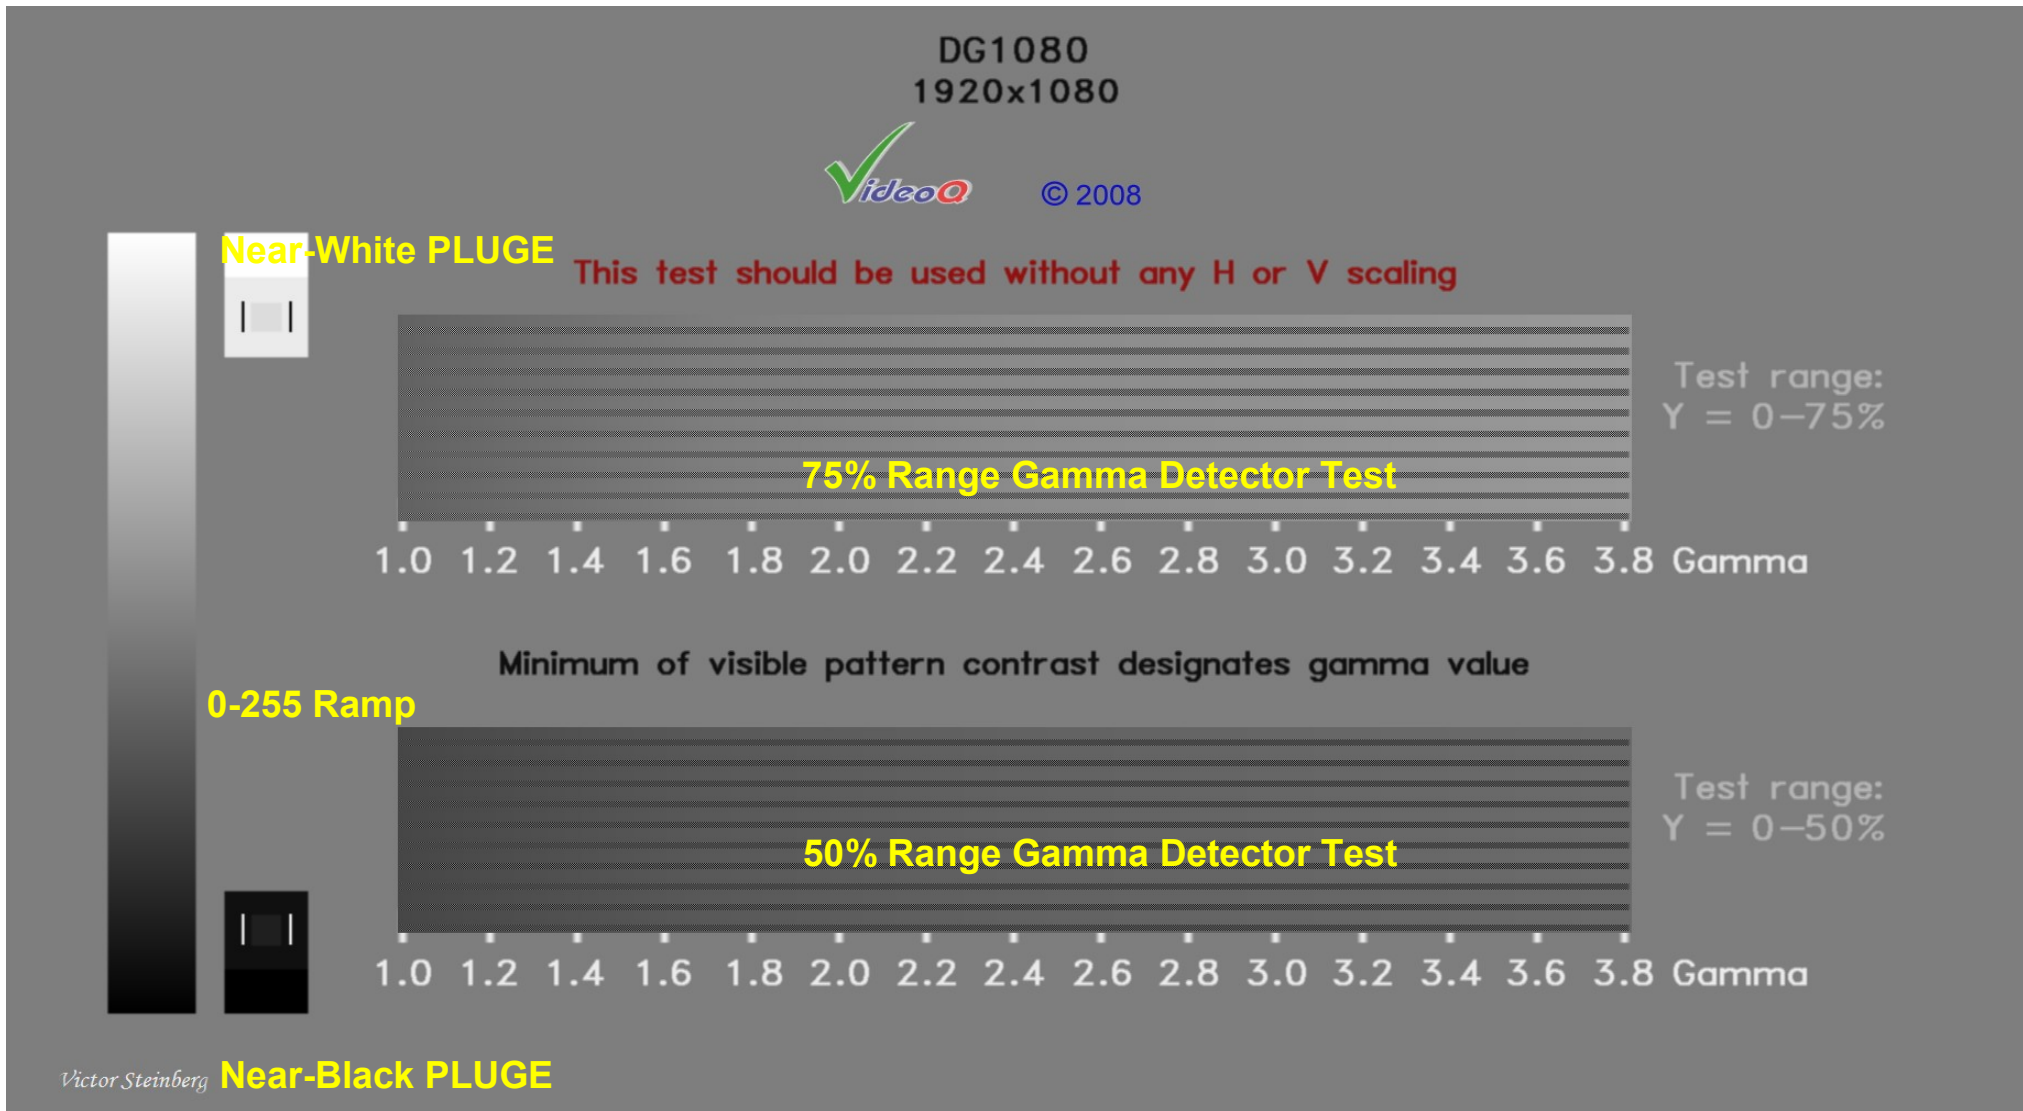 DG1080
1920x1080
VideoQ © 2008
Near-White PLUGE
This test should be used without any H or V scaling
Test range:
Y = 0-75%
75% Range Gamma Detector Test
1.0 1.2 1.4 1.6 1.8 2.0 2.2 2.4 2.6 2.8 3.0 3.2 3.4 3.6 3.8 Gamma
Minimum of visible pattern contrast designates gamma value
0-255 Ramp
Test range:
Y = 0-50%
50% Range Gamma Detector Test
1.0 1.2 1.4 1.6 1.8 2.0 2.2 2.4 2.6 2.8 3.0 3.2 3.4 3.6 3.8 Gamma
Victor Steinberg
Near-Black PLUGE